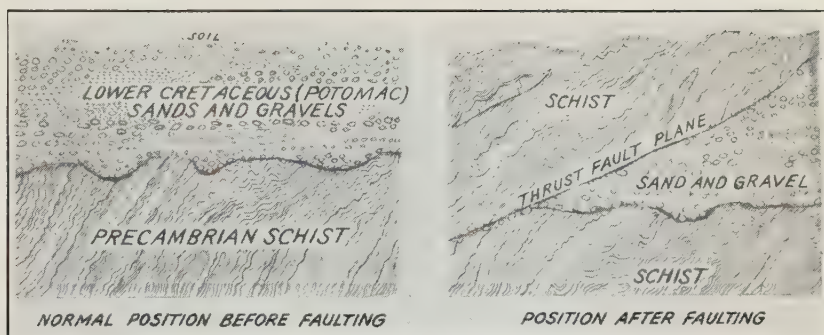 SOIL
LOWER CRETACEOUS (POTOMAC)
SANDS AND GRAVELS
PRECAMBRIAN SCHIST
NORMAL POSITION BEFORE FAULTING
SCHIST
THRUST FAULT PLANE
SAND AND GRAVEL
SCHIST
POSITION AFTER FAULTING